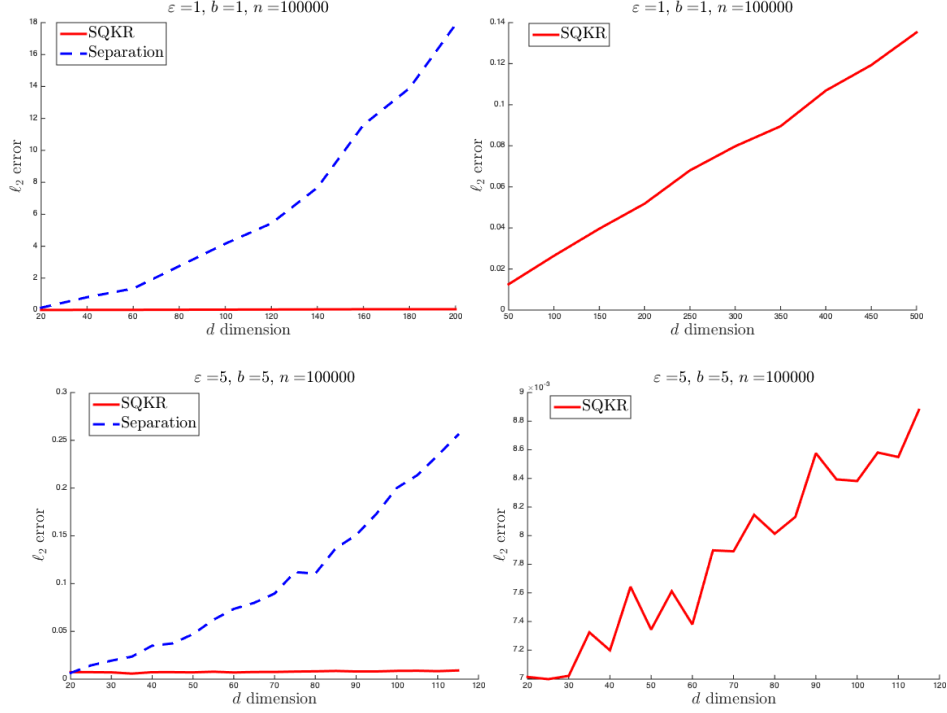 ε =1, b =1, n =100000
18
16
14
12
10
8
6
4
2
0
ℓ2 error
SQKR
Separation
20 40 60 80 100 120 140 160 180 200
d dimension
ε =1, b =1, n =100000
0.14
0.12
0.1
0.08
0.06
0.04
0.02
0
ℓ2 error
SQKR
50 100 150 200 250 300 350 400 450 500
d dimension
ε =5, b =5, n =100000
0.3
0.25
0.2
0.15
0.1
0.05
0
ℓ2 error
SQKR
Separation
20 30 40 50 60 70 80 90 100 110 120
d dimension
ε =5, b =5, n =100000
×10⁻³
9
8.8
8.6
8.4
8.2
8
7.8
7.6
7.4
7.2
7
ℓ2 error
SQKR
20 30 40 50 60 70 80 90 100 110 120
d dimension